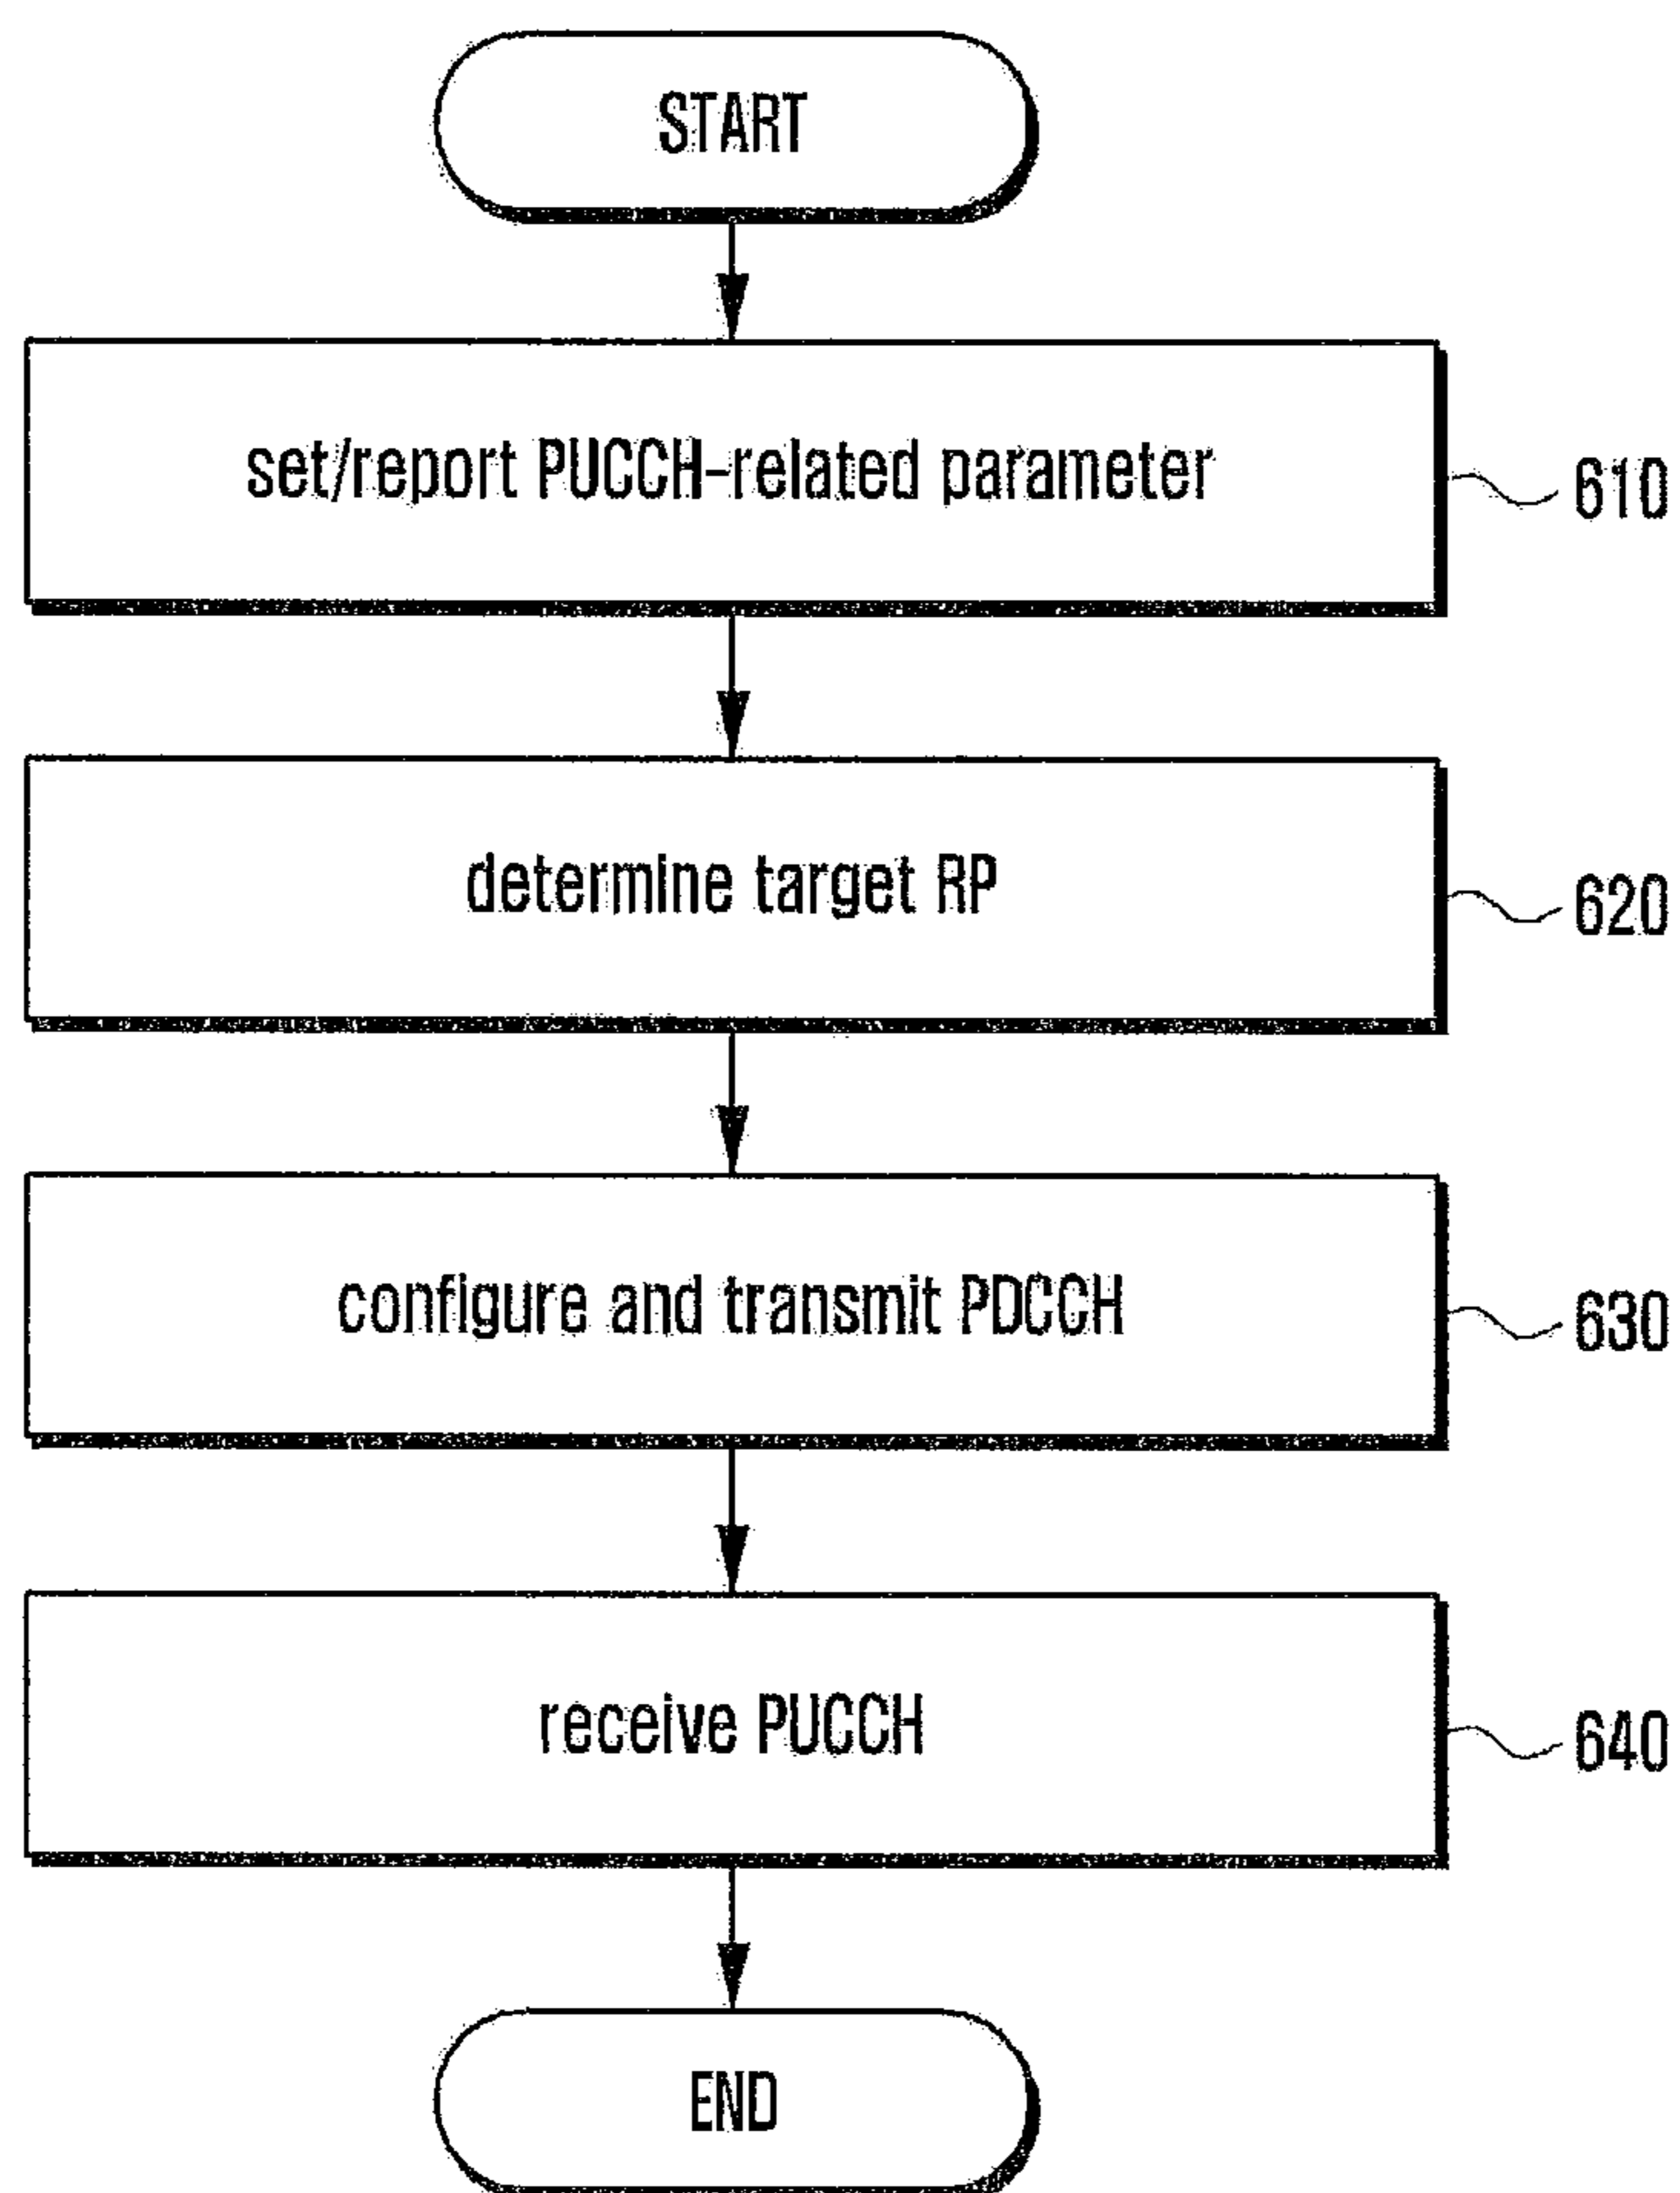 START
set/report PUCCH-related parameter
610
determine target RP
620
configure and transmit PDCCH
630
receive PUCCH
640
END